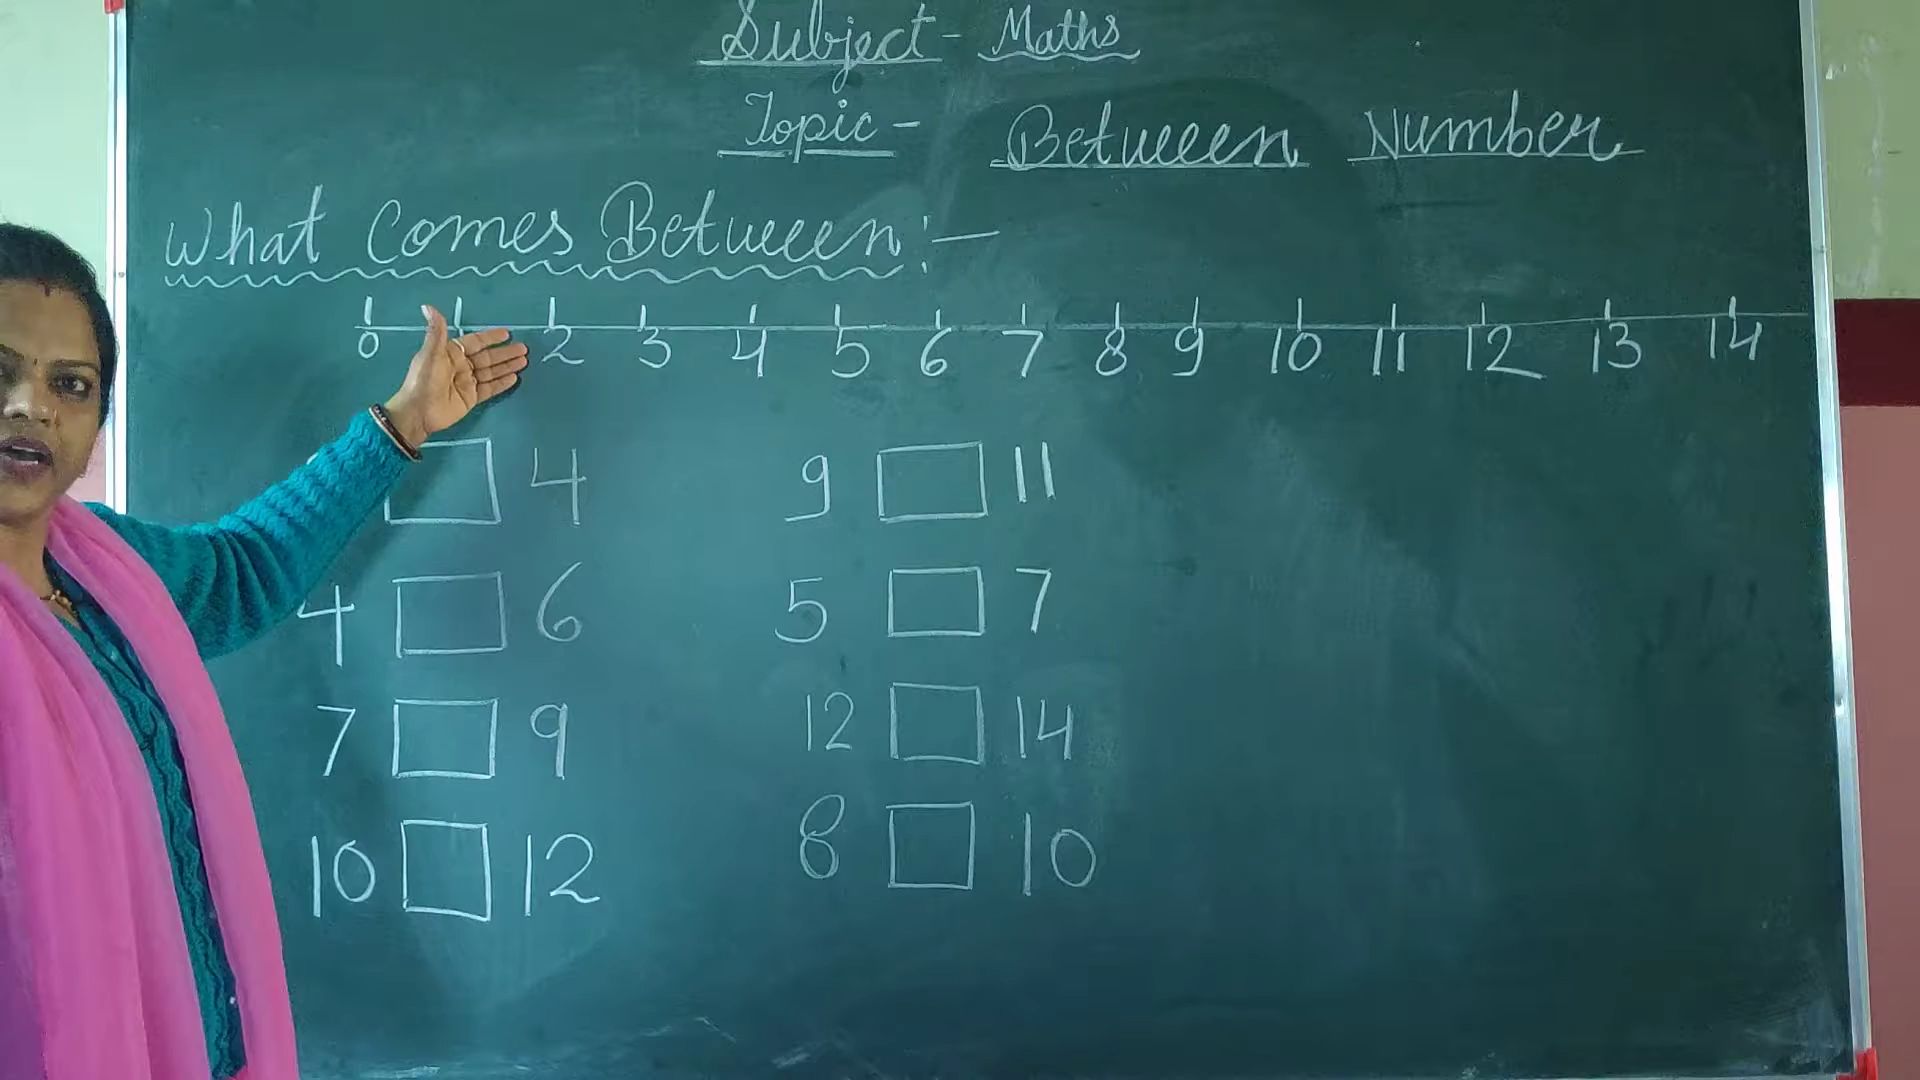 Subject - Maths
Topic - Between Number
What Comes Between :-
0 2 3 4 5 6 7 8 9 10 11 12 13 14
4 9 11
4 6 5 7
7 9 12 14
10 12 8 10